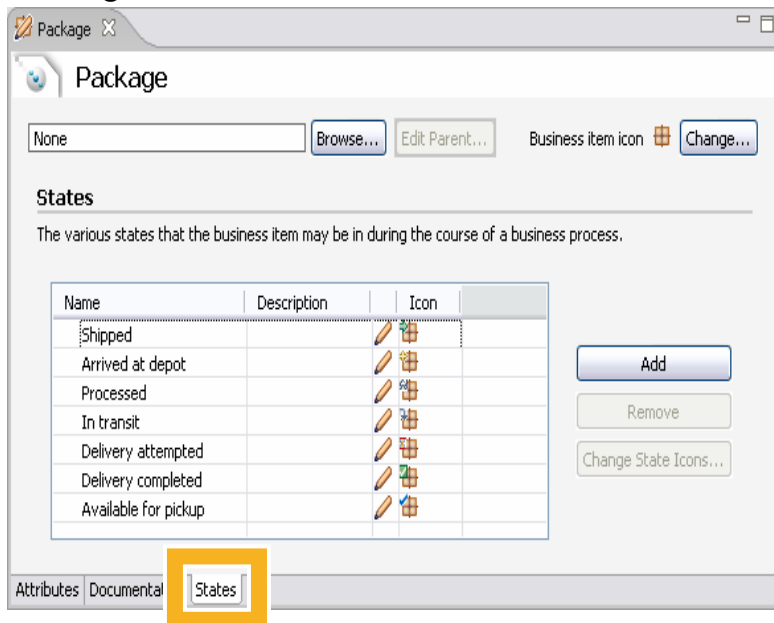 Package
Package
None Browse... Edit Parent... Business item icon Change...
States
The various states that the business item may be in during the course of a business process.
Name Description Icon
Shipped
Arrived at depot
Processed
In transit
Delivery attempted
Delivery completed
Available for pickup
Add
Remove
Change State Icons...
Attributes Documentat States